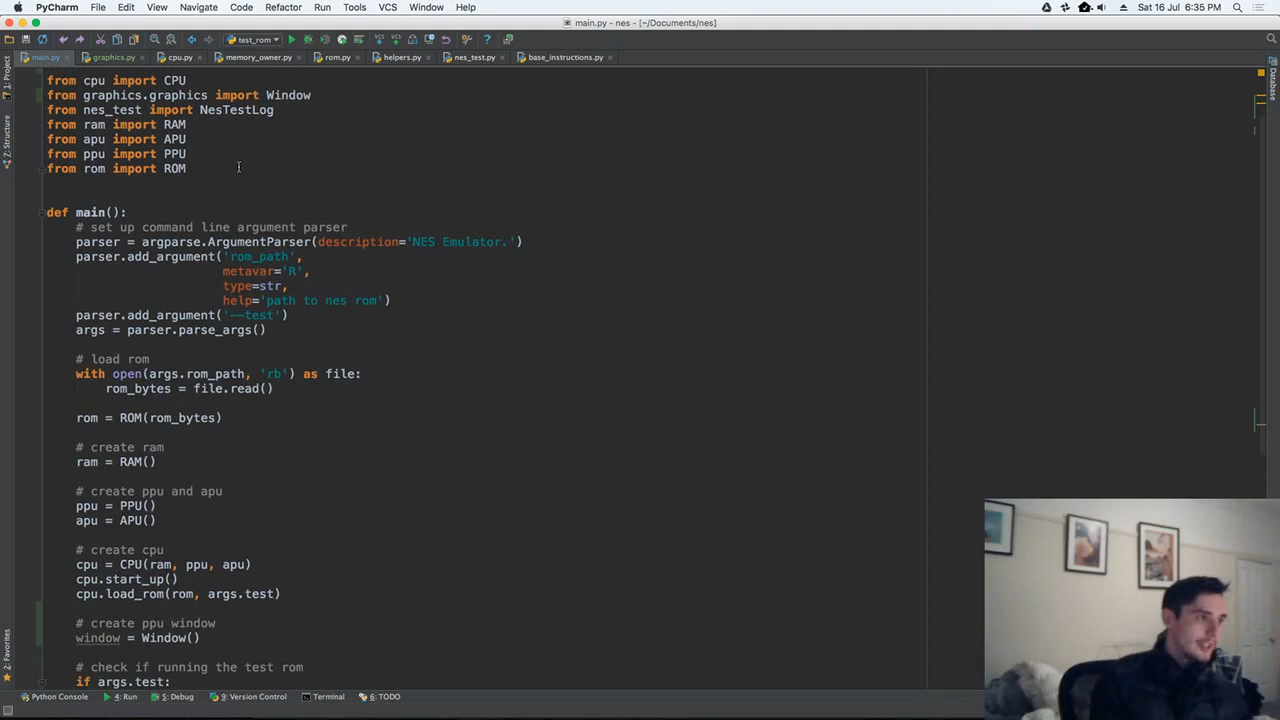 PyCharm File Edit View Navigate Code Refactor Run Tools VCS Window Help Sat 16 Jul 6:35 PM
main.py - nes - [~/Documents/nes]
test_rom
main.py graphics.py cpu.py memory_owner.py rom.py helpers.py nes_test.py base_instructions.py
1: Project
Z: Structure
2: Favorites
Database
from cpu import CPU
from graphics.graphics import Window
from nes_test import NesTestLog
from ram import RAM
from apu import APU
from ppu import PPU
from rom import ROM
def main():
# set up command line argument parser
parser = argparse.ArgumentParser(description='NES Emulator.')
parser.add_argument('rom_path',
metavar='R',
type=str,
help='path to nes rom')
parser.add_argument('--test')
args = parser.parse_args()
# load rom
with open(args.rom_path, 'rb') as file:
rom_bytes = file.read()
rom = ROM(rom_bytes)
# create ram
ram = RAM()
# create ppu and apu
ppu = PPU()
apu = APU()
# create cpu
cpu = CPU(ram, ppu, apu)
cpu.start_up()
cpu.load_rom(rom, args.test)
# create ppu window
window = Window()
# check if running the test rom
if args.test:
Python Console 4: Run 5: Debug 9: Version Control Terminal 6: TODO